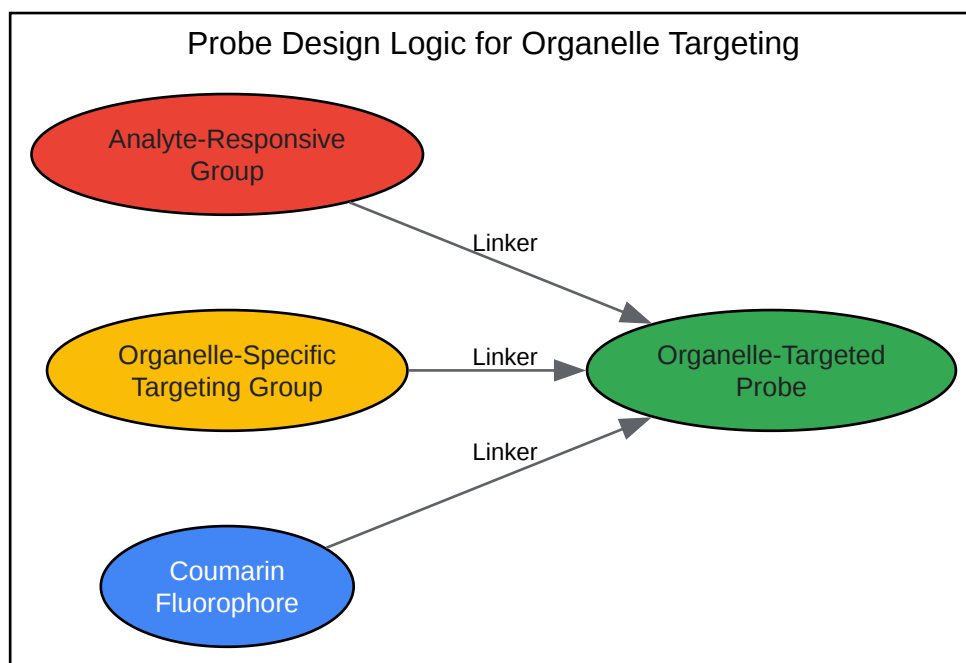 Probe Design Logic for Organelle Targeting
Analyte-Responsive
Group
Linker
Organelle-Specific
Targeting Group
Linker
Organelle-Targeted
Probe
Linker
Coumarin
Fluorophore